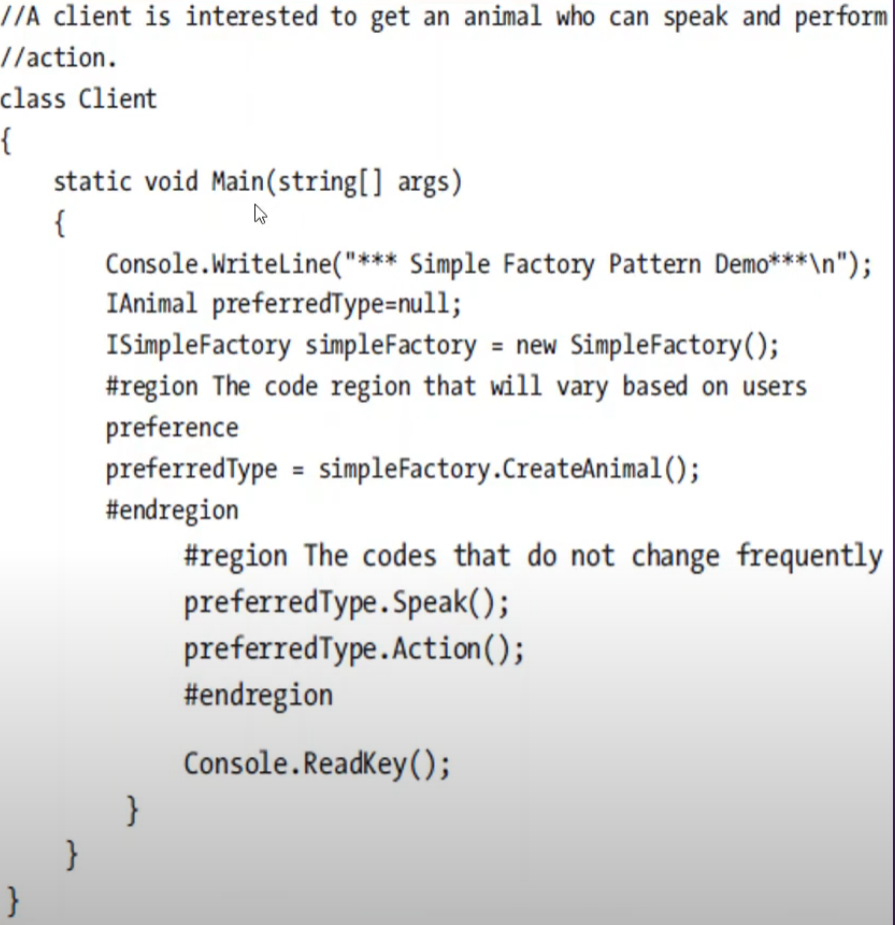 //A client is interested to get an animal who can speak and perform
//action.
class Client
{
    static void Main(string[] args)
    {
        Console.WriteLine("*** Simple Factory Pattern Demo***\n");
        IAnimal preferredType=null;
        ISimpleFactory simpleFactory = new SimpleFactory();
        #region The code region that will vary based on users
        preference
        preferredType = simpleFactory.CreateAnimal();
        #endregion
              #region The codes that do not change frequently
              preferredType.Speak();
              preferredType.Action();
              #endregion
              Console.ReadKey();
          }
     }
}